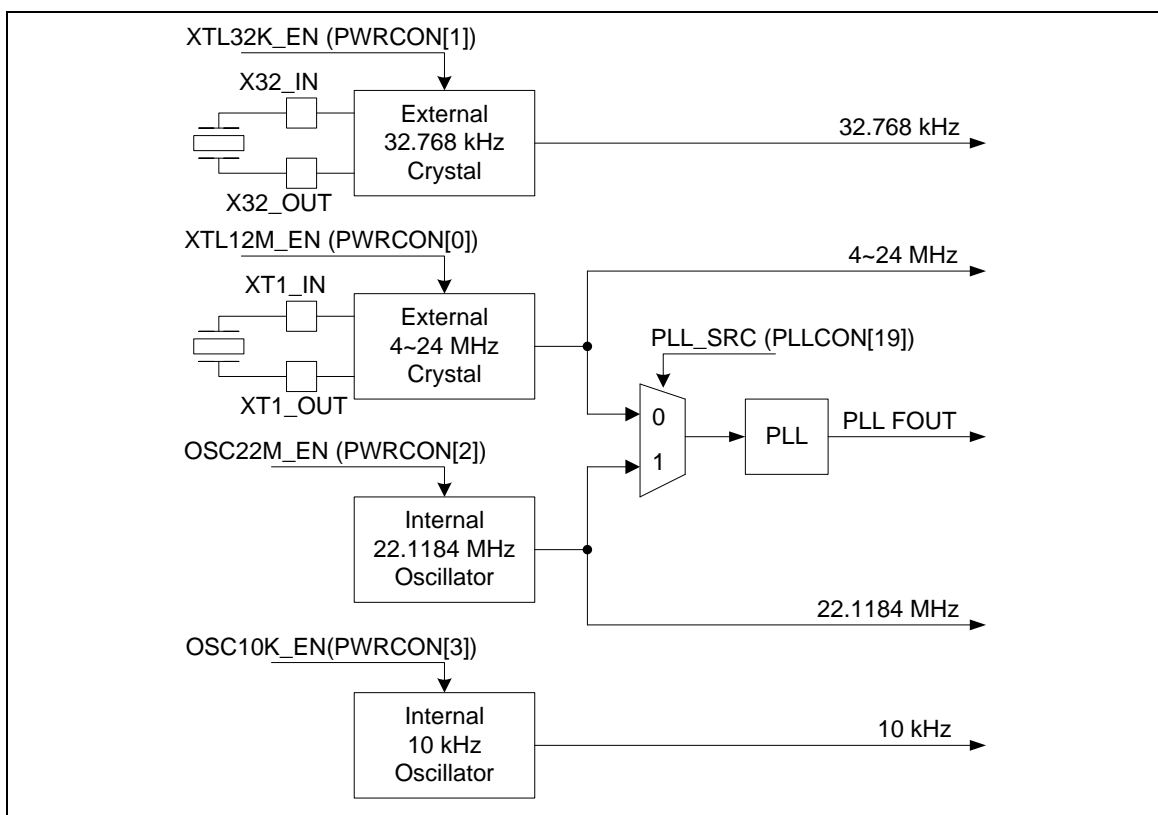 XTL32K_EN (PWRCON[1])
X32_IN
External
32.768 kHz
Crystal
32.768 kHz
X32_OUT
XTL12M_EN (PWRCON[0])
4~24 MHz
XT1_IN
External
4~24 MHz
Crystal
PLL_SRC (PLLCON[19])
XT1_OUT
0
1
PLL
PLL FOUT
OSC22M_EN (PWRCON[2])
Internal
22.1184 MHz
Oscillator
22.1184 MHz
OSC10K_EN(PWRCON[3])
Internal
10 kHz
Oscillator
10 kHz